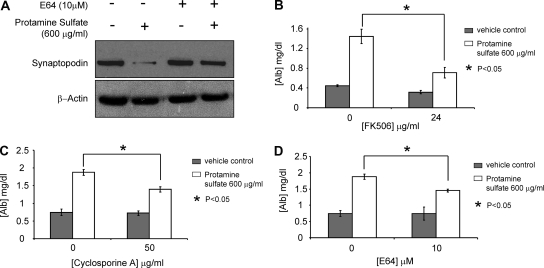 A
E64 (10μM) - - + +
Protamine Sulfate - + - +
(600 μg/ml)
Synaptopodin
β-Actin
B
[Alb] mg/dl
1.6
1.2
0.8
0.4
0
*
vehicle control
Protamine
sulfate 600 μg/ml
* P<0.05
0 24
[FK506] μg/ml
C
[Alb] mg/dl
2.5
2
1.5
1
0.5
0
*
vehicle control
Protamine
sulfate 600 μg/ml
* P<0.05
0 50
[Cyclosporine A] μg/ml
D
[Alb] mg/dl
2.5
2
1.5
1
0.5
0
*
vehicle control
Protamine
sulfate 600 μg/ml
* P<0.05
0 10
[E64] μM